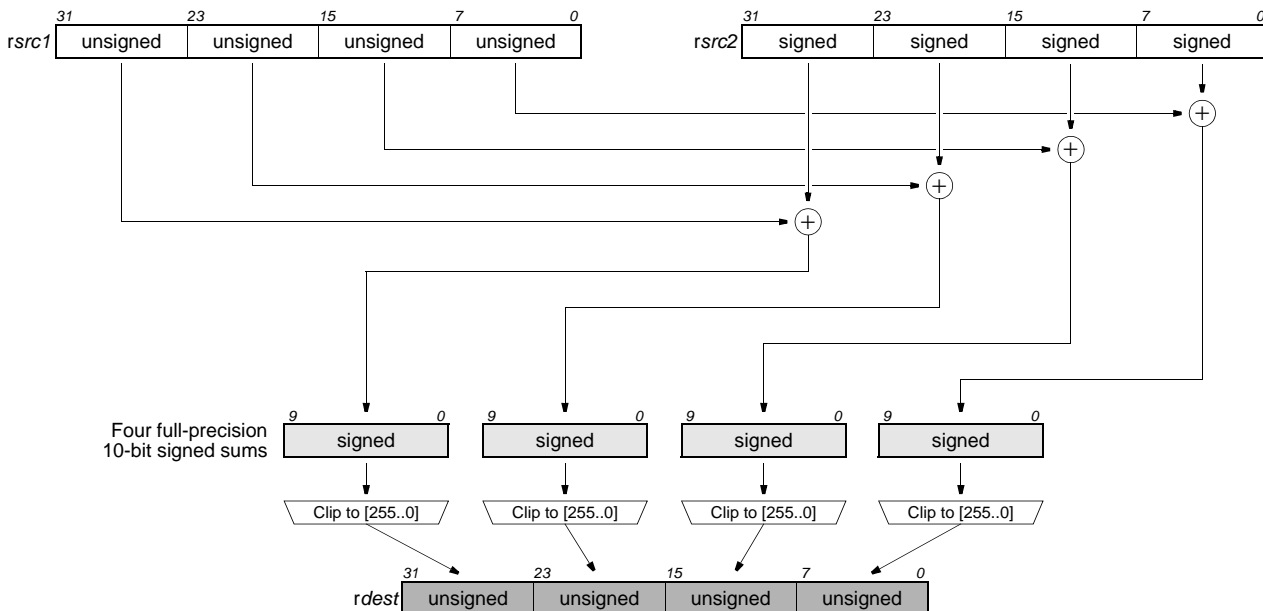 31 23 15 7 0 31 23 15 7 0
rsrc1 unsigned unsigned unsigned unsigned rsrc2 signed signed signed signed
+
+
+
+
9 0 9 0 9 0 9 0
Four full-precision
10-bit signed sums
signed signed signed signed
Clip to [255..0] Clip to [255..0] Clip to [255..0] Clip to [255..0]
31 23 15 7 0
rdest unsigned unsigned unsigned unsigned